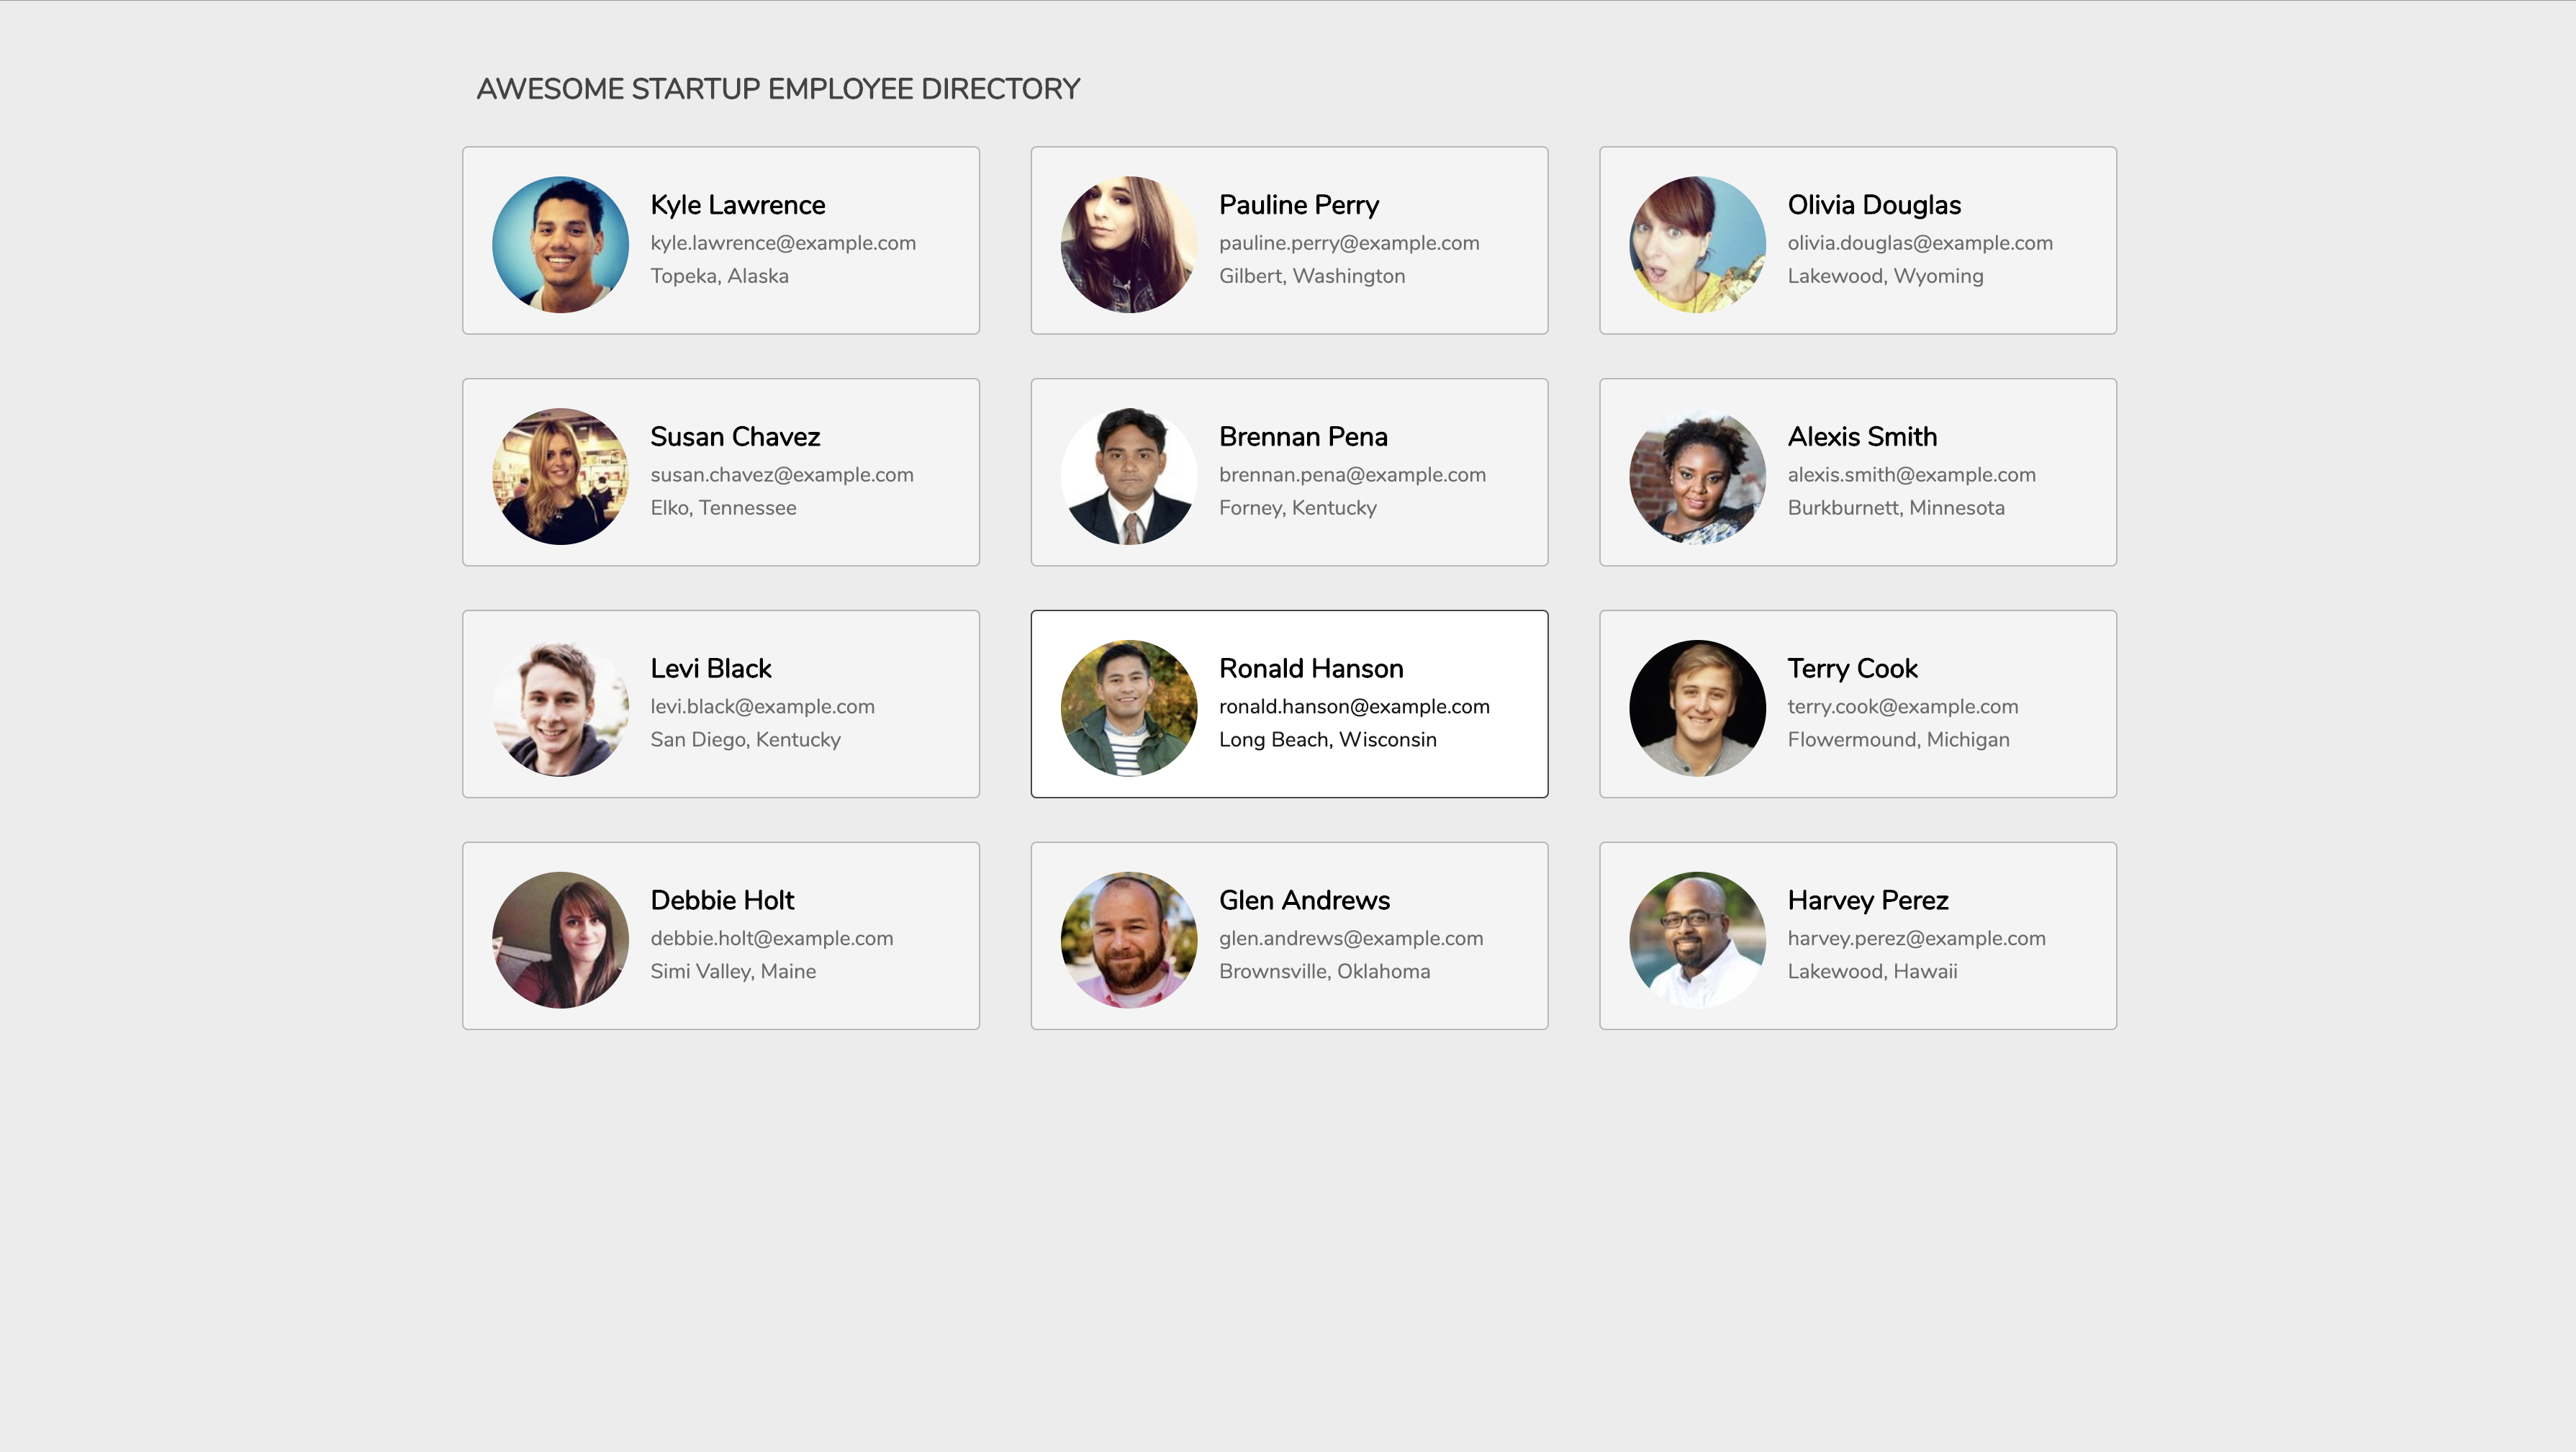 AWESOME STARTUP EMPLOYEE DIRECTORY
Kyle Lawrence
kyle.lawrence@example.com
Topeka, Alaska
Pauline Perry
pauline.perry@example.com
Gilbert, Washington
Olivia Douglas
olivia.douglas@example.com
Lakewood, Wyoming
Susan Chavez
susan.chavez@example.com
Elko, Tennessee
Brennan Pena
brennan.pena@example.com
Forney, Kentucky
Alexis Smith
alexis.smith@example.com
Burkburnett, Minnesota
Levi Black
levi.black@example.com
San Diego, Kentucky
Ronald Hanson
ronald.hanson@example.com
Long Beach, Wisconsin
Terry Cook
terry.cook@example.com
Flowermound, Michigan
Debbie Holt
debbie.holt@example.com
Simi Valley, Maine
Glen Andrews
glen.andrews@example.com
Brownsville, Oklahoma
Harvey Perez
harvey.perez@example.com
Lakewood, Hawaii